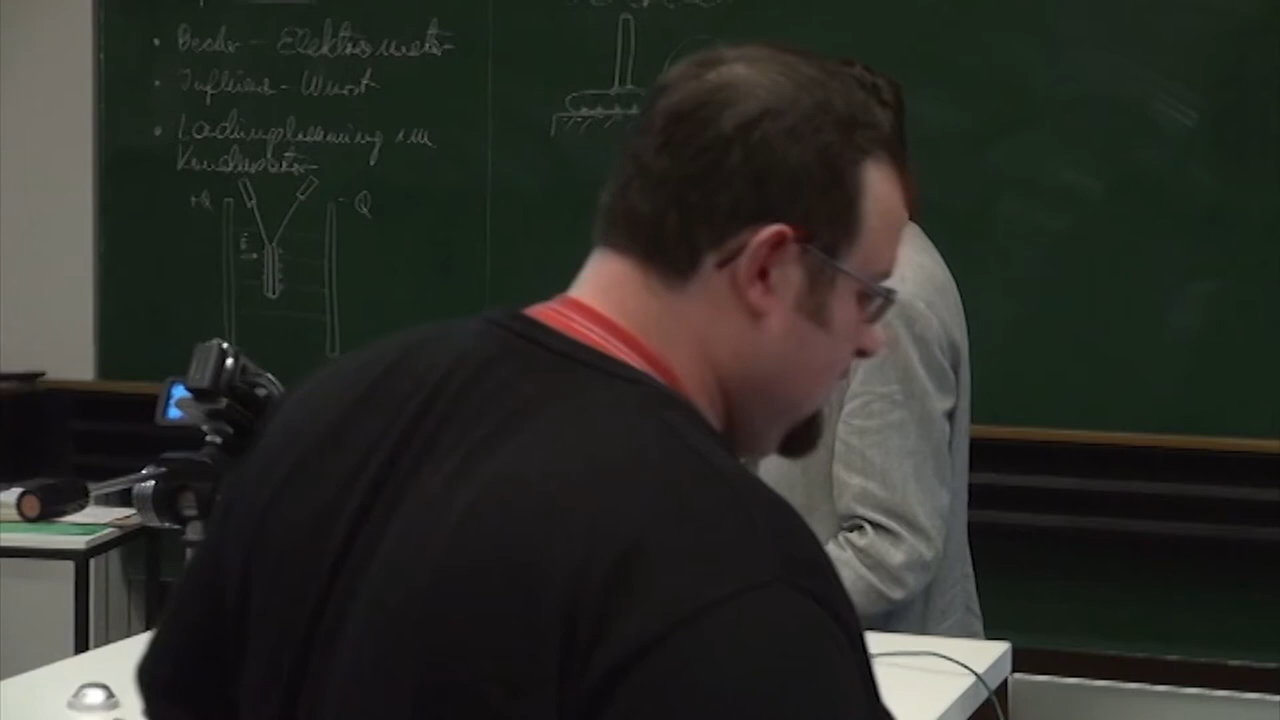 • Becher - Elektrometer
• Influenz - Wurst
• Ladungstrennung im
Kondensator
+Q
- Q
E